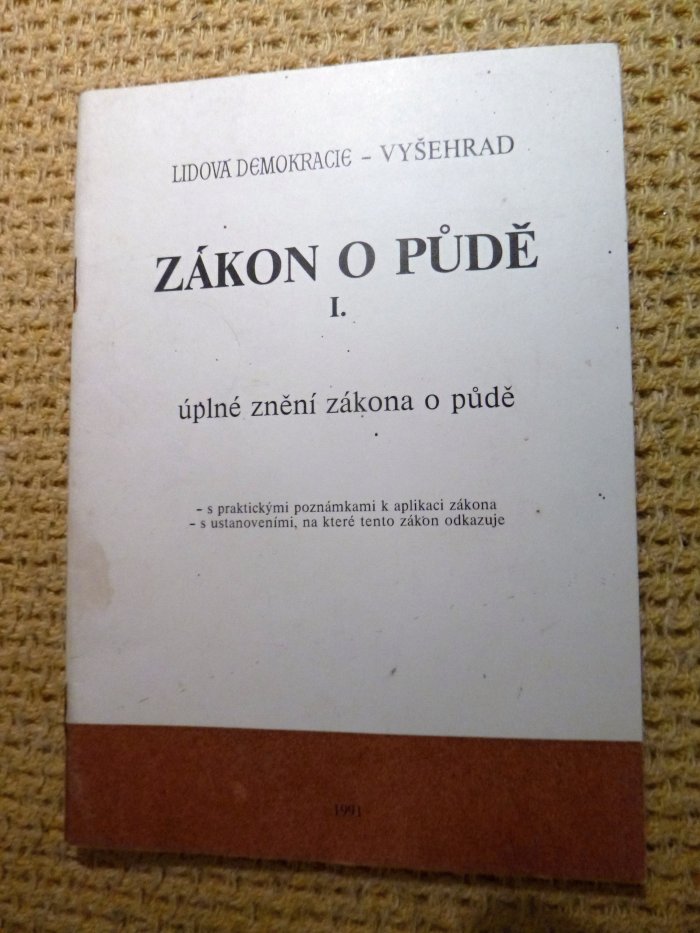 LIDOVÁ DEMOKRACIE – VYŠEHRAD
ZÁKON O PŮDĚ
I.
úplné znění zákona o půdě
– s praktickými poznámkami k aplikaci zákona
– s ustanoveními, na které tento zákon odkazuje
1991